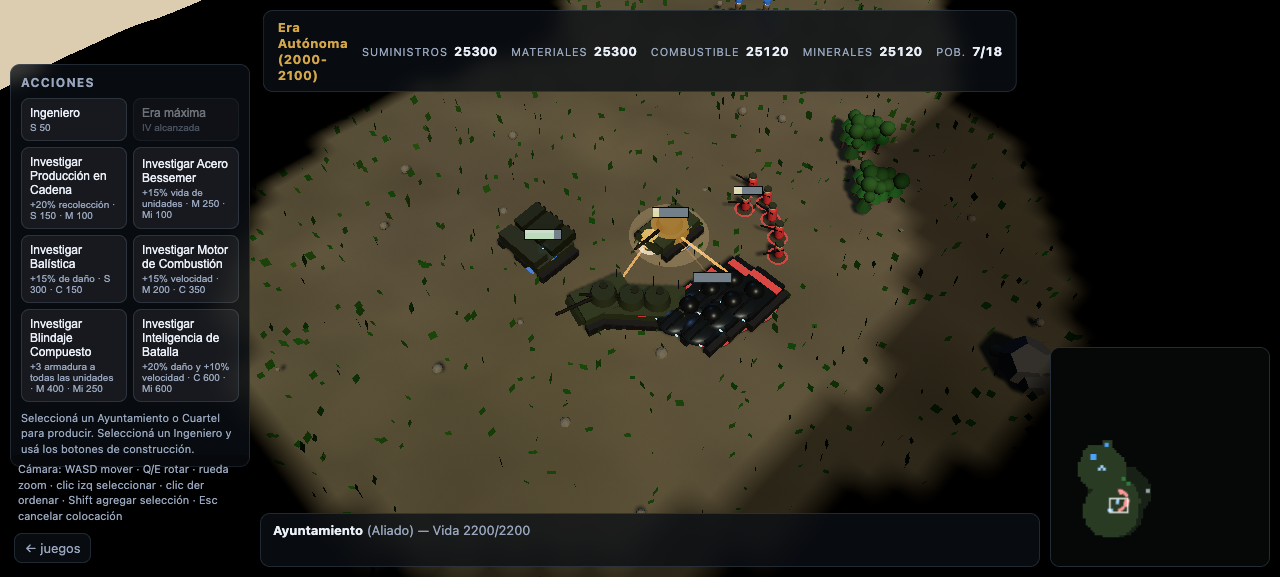 Era
Autónoma
(2000-
2100)
SUMINISTROS 25300 MATERIALES 25300 COMBUSTIBLE 25120 MINERALES 25120 POB. 7/18
ACCIONES
Ingeniero
S 50
Era máxima
IV alcanzada
Investigar
Producción en
Cadena
+20% recolección ·
S 150 · M 100
Investigar Acero
Bessemer
+15% vida de
unidades · M 250 ·
Mi 100
Investigar
Balística
+15% de daño · S
300 · C 150
Investigar Motor
de Combustión
+15% velocidad ·
M 200 · C 350
Investigar
Blindaje
Compuesto
+3 armadura a
todas las unidades
· M 400 · Mi 250
Investigar
Inteligencia de
Batalla
+20% daño y +10%
velocidad · C 600 ·
Mi 600
Seleccioná un Ayuntamiento o Cuartel
para producir. Seleccioná un Ingeniero y
usá los botones de construcción.
Cámara: WASD mover · Q/E rotar · rueda
zoom · clic izq seleccionar · clic der
ordenar · Shift agregar selección · Esc
cancelar colocación
← juegos
Ayuntamiento (Aliado) — Vida 2200/2200